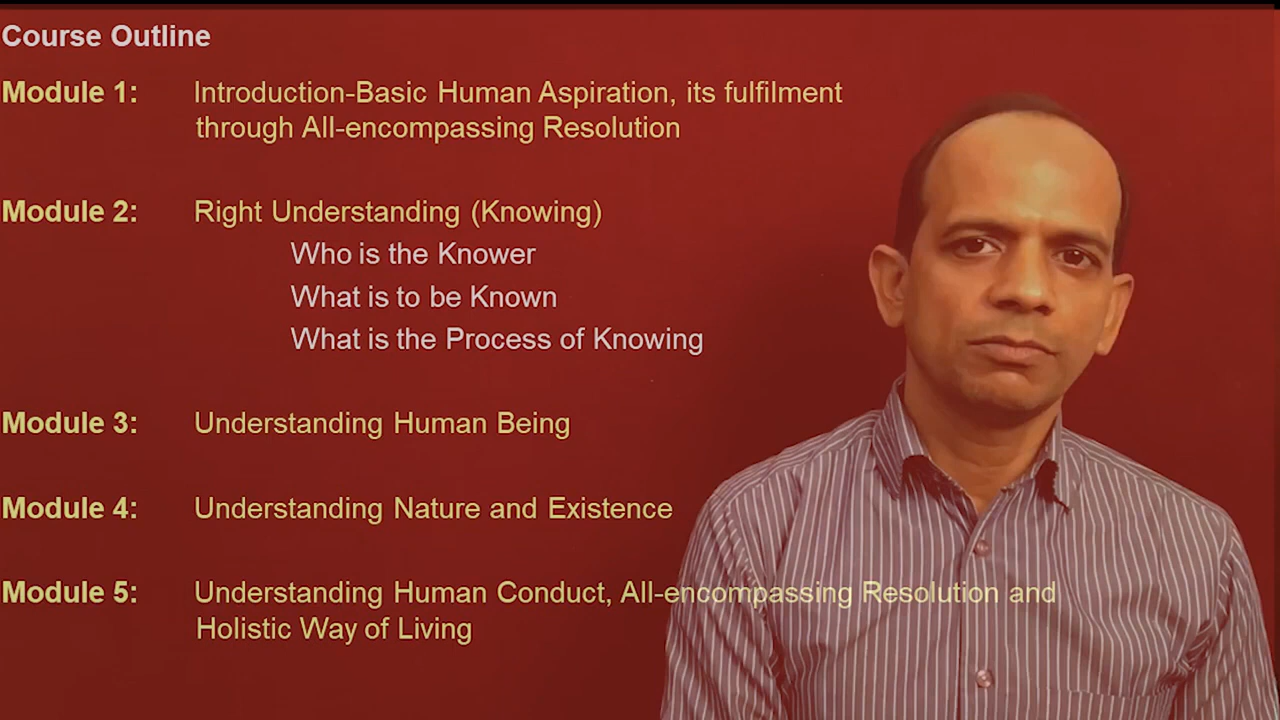 Course Outline
Module 1: Introduction-Basic Human Aspiration, its fulfilment
through All-encompassing Resolution
Module 2: Right Understanding (Knowing)
Who is the Knower
What is to be Known
What is the Process of Knowing
Module 3: Understanding Human Being
Module 4: Understanding Nature and Existence
Module 5: Understanding Human Conduct, All-encompassing Resolution and
Holistic Way of Living